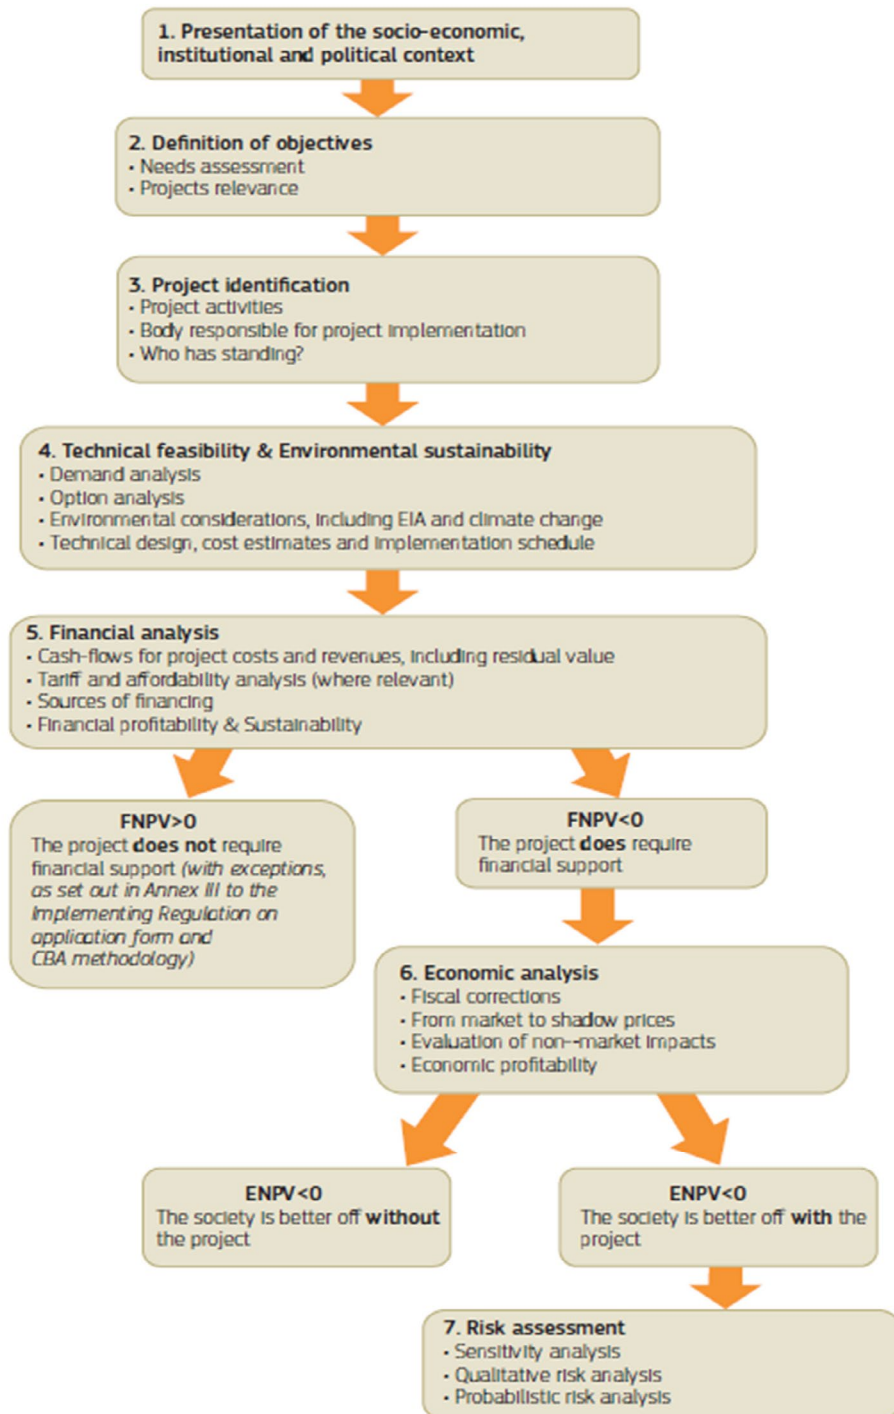 1. Presentation of the socio-economic,
institutional and political context
2. Definition of objectives
• Needs assessment
• Projects relevance
3. Project identification
• Project activities
• Body responsible for project implementation
• Who has standing?
4. Technical feasibility & Environmental sustainability
• Demand analysis
• Option analysis
• Environmental considerations, including EIA and climate change
• Technical design, cost estimates and implementation schedule
5. Financial analysis
• Cash-flows for project costs and revenues, including residual value
• Tariff and affordability analysis (where relevant)
• Sources of financing
• Financial profitability & Sustainability
FNPV>0
The project does not require
financial support (with exceptions,
as set out in Annex III to the
Implementing Regulation on
application form and
CBA methodology)
FNPV<0
The project does require
financial support
6. Economic analysis
• Fiscal corrections
• From market to shadow prices
• Evaluation of non--market impacts
• Economic profitability
ENPV<0
The society is better off without
the project
ENPV<0
The society is better off with the
project
7. Risk assessment
• Sensitivity analysis
• Qualitative risk analysis
• Probabilistic risk analysis